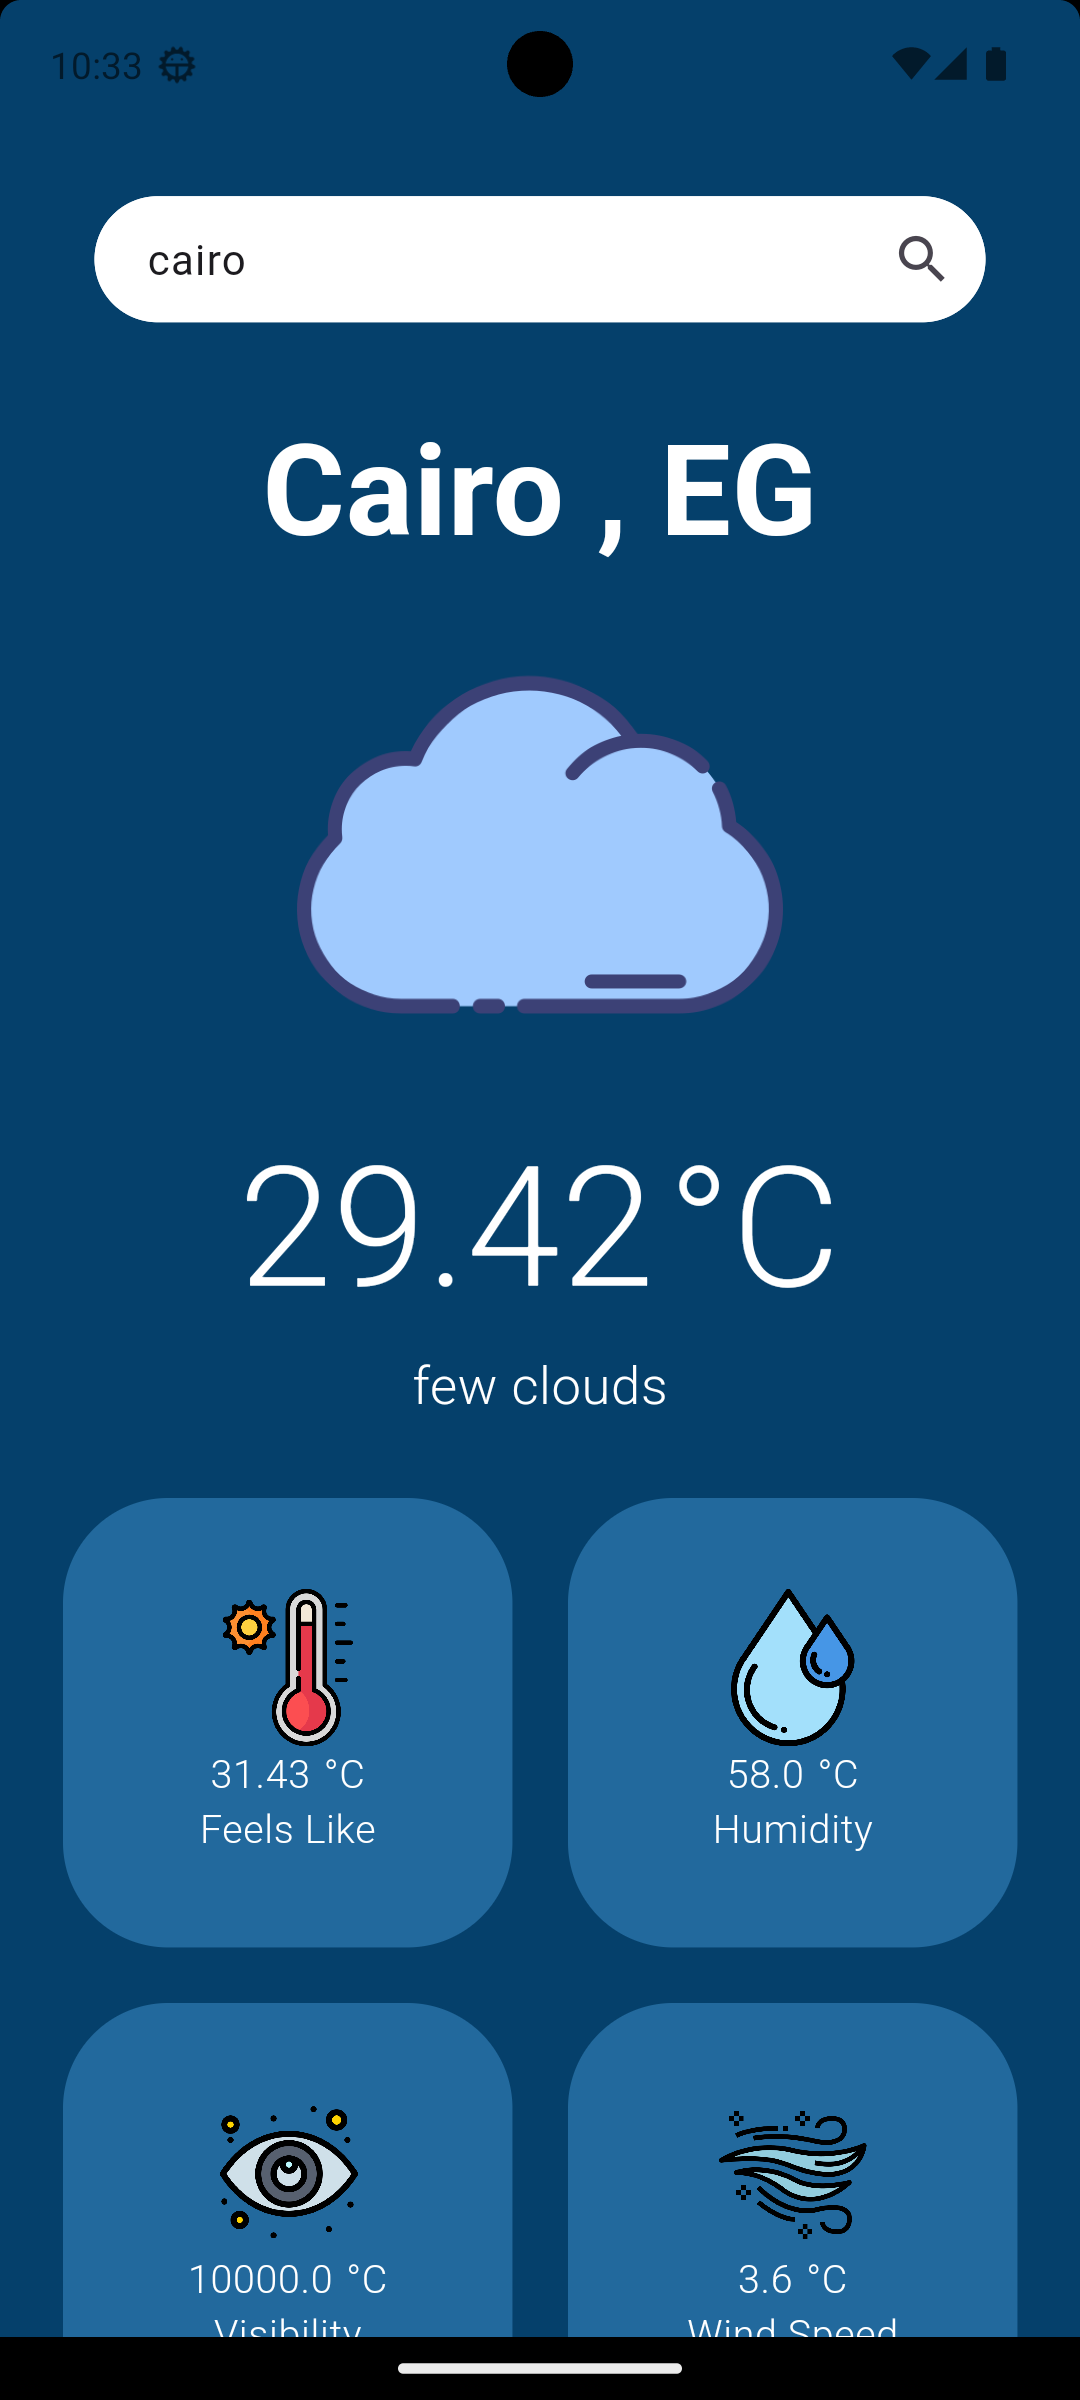 10:33
cairo
Cairo , EG
29.42°C
few clouds
31.43 °C
Feels Like
58.0 °C
Humidity
10000.0 °C
Visibility
3.6 °C
Wind Speed